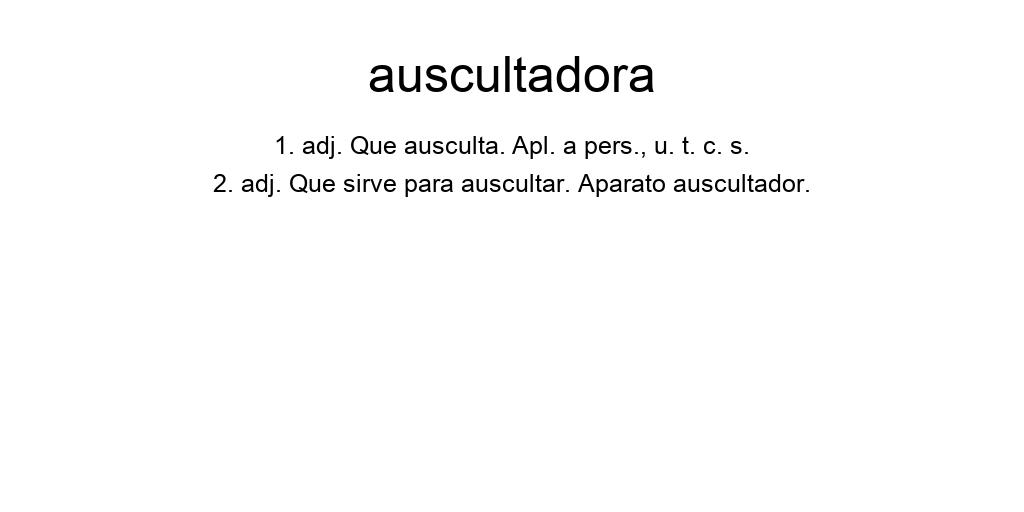 auscultadora
1. adj. Que ausculta. Apl. a pers., u. t. c. s.
2. adj. Que sirve para auscultar. Aparato auscultador.